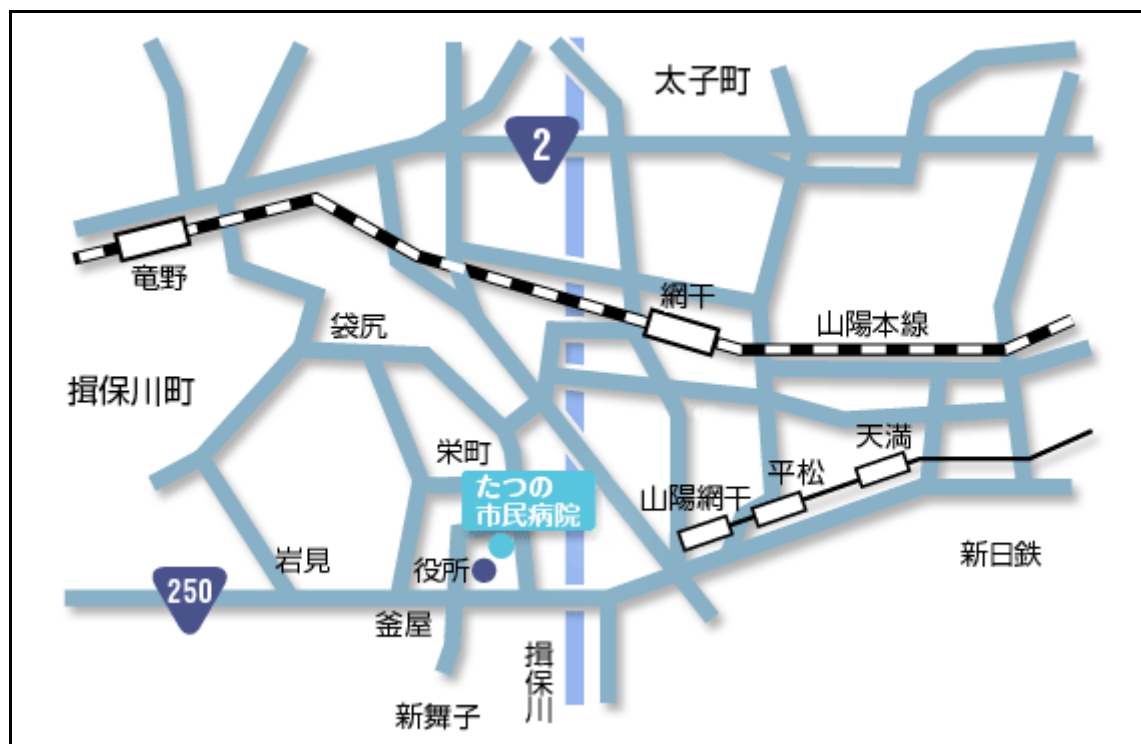 太子町
2
竜野
網干
袋尻
山陽本線
揖保川町
天満
栄町
平松
たつの
市民病院
山陽網干
新日鉄
岩見
役所
250
釜屋
揖保川
新舞子